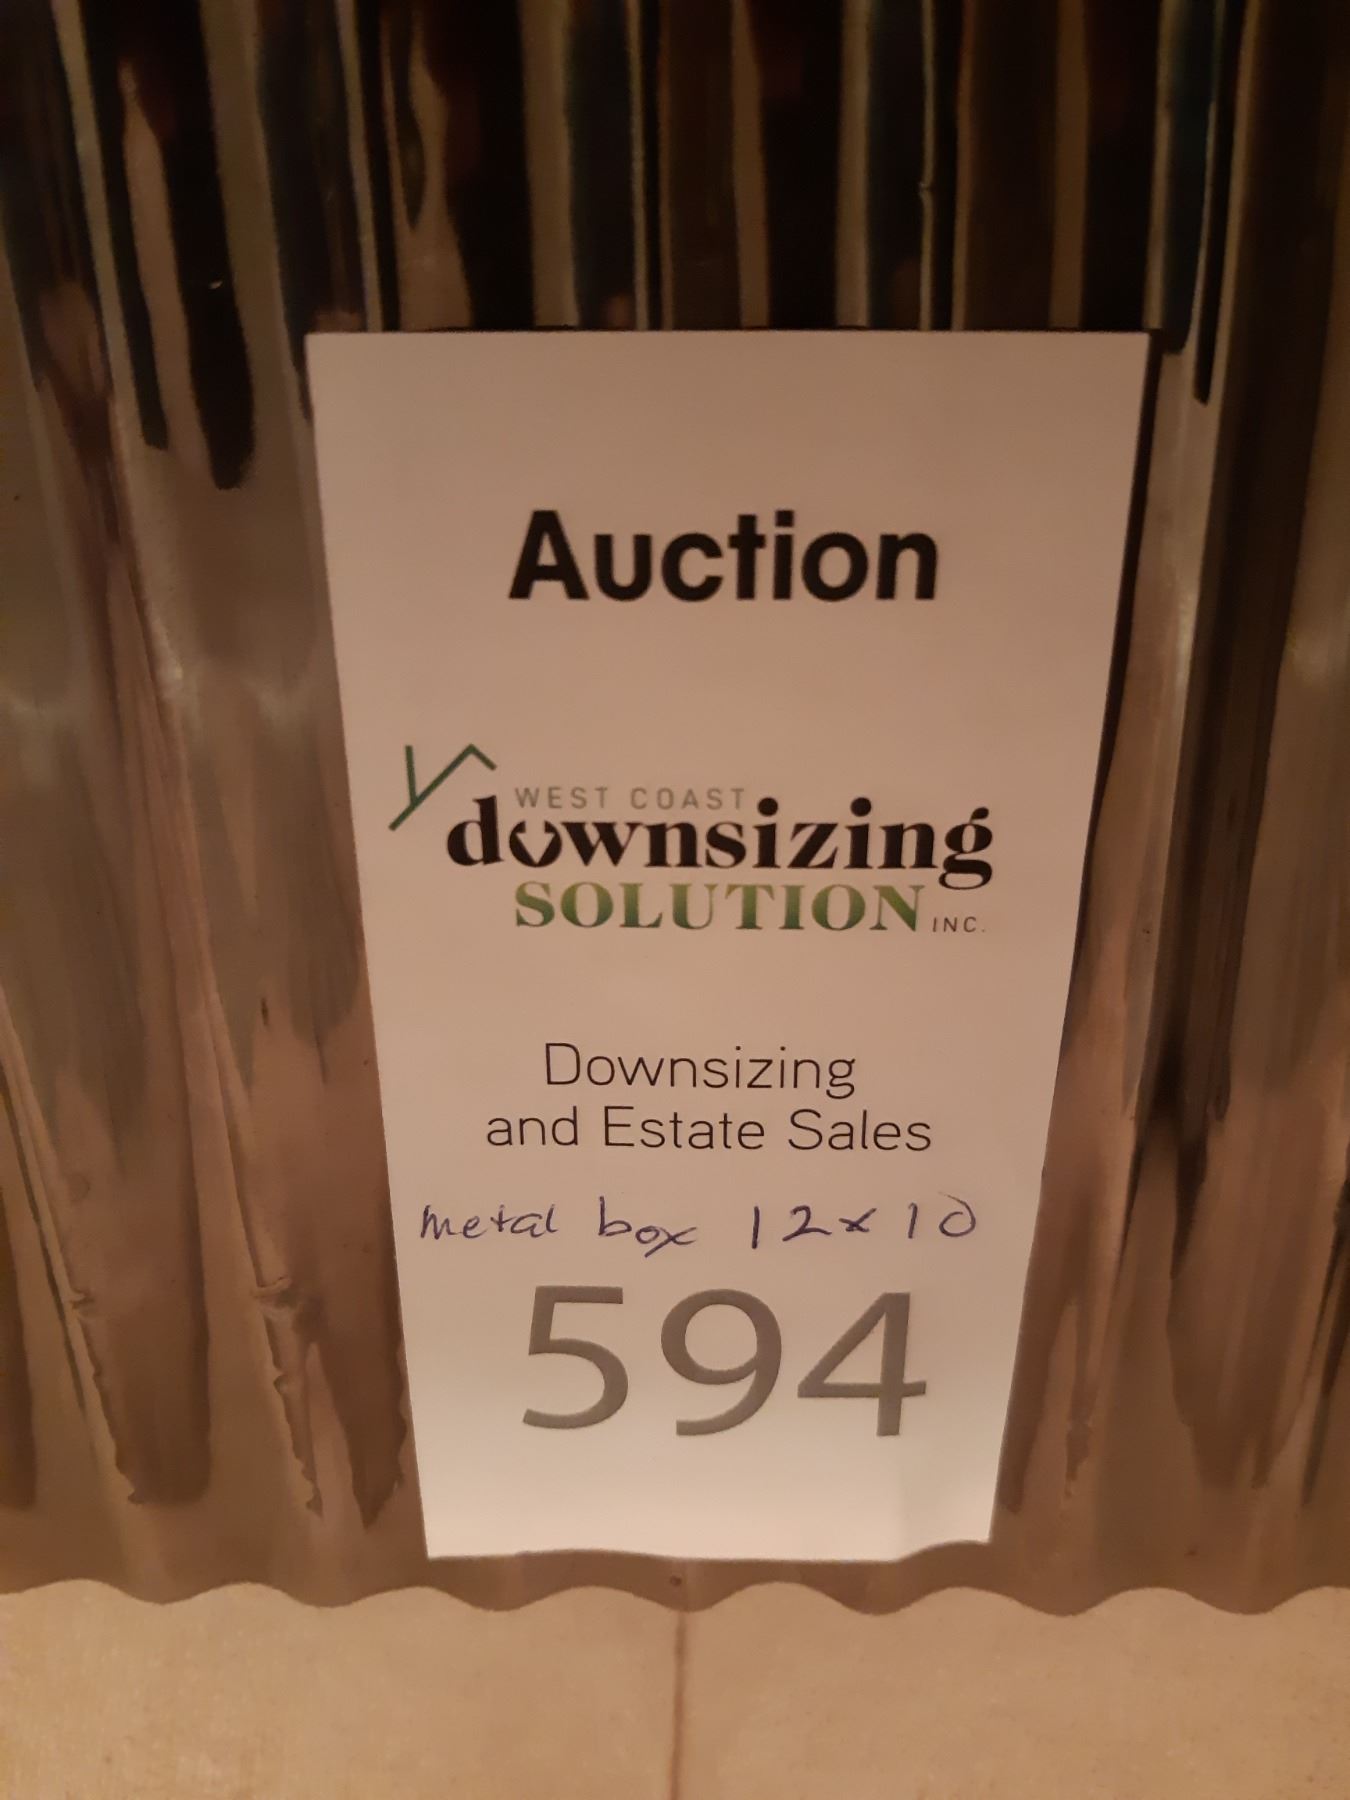 Auction
WEST COAST
downsizing
SOLUTION INC.
Downsizing
and Estate Sales
metal box 12x10
594